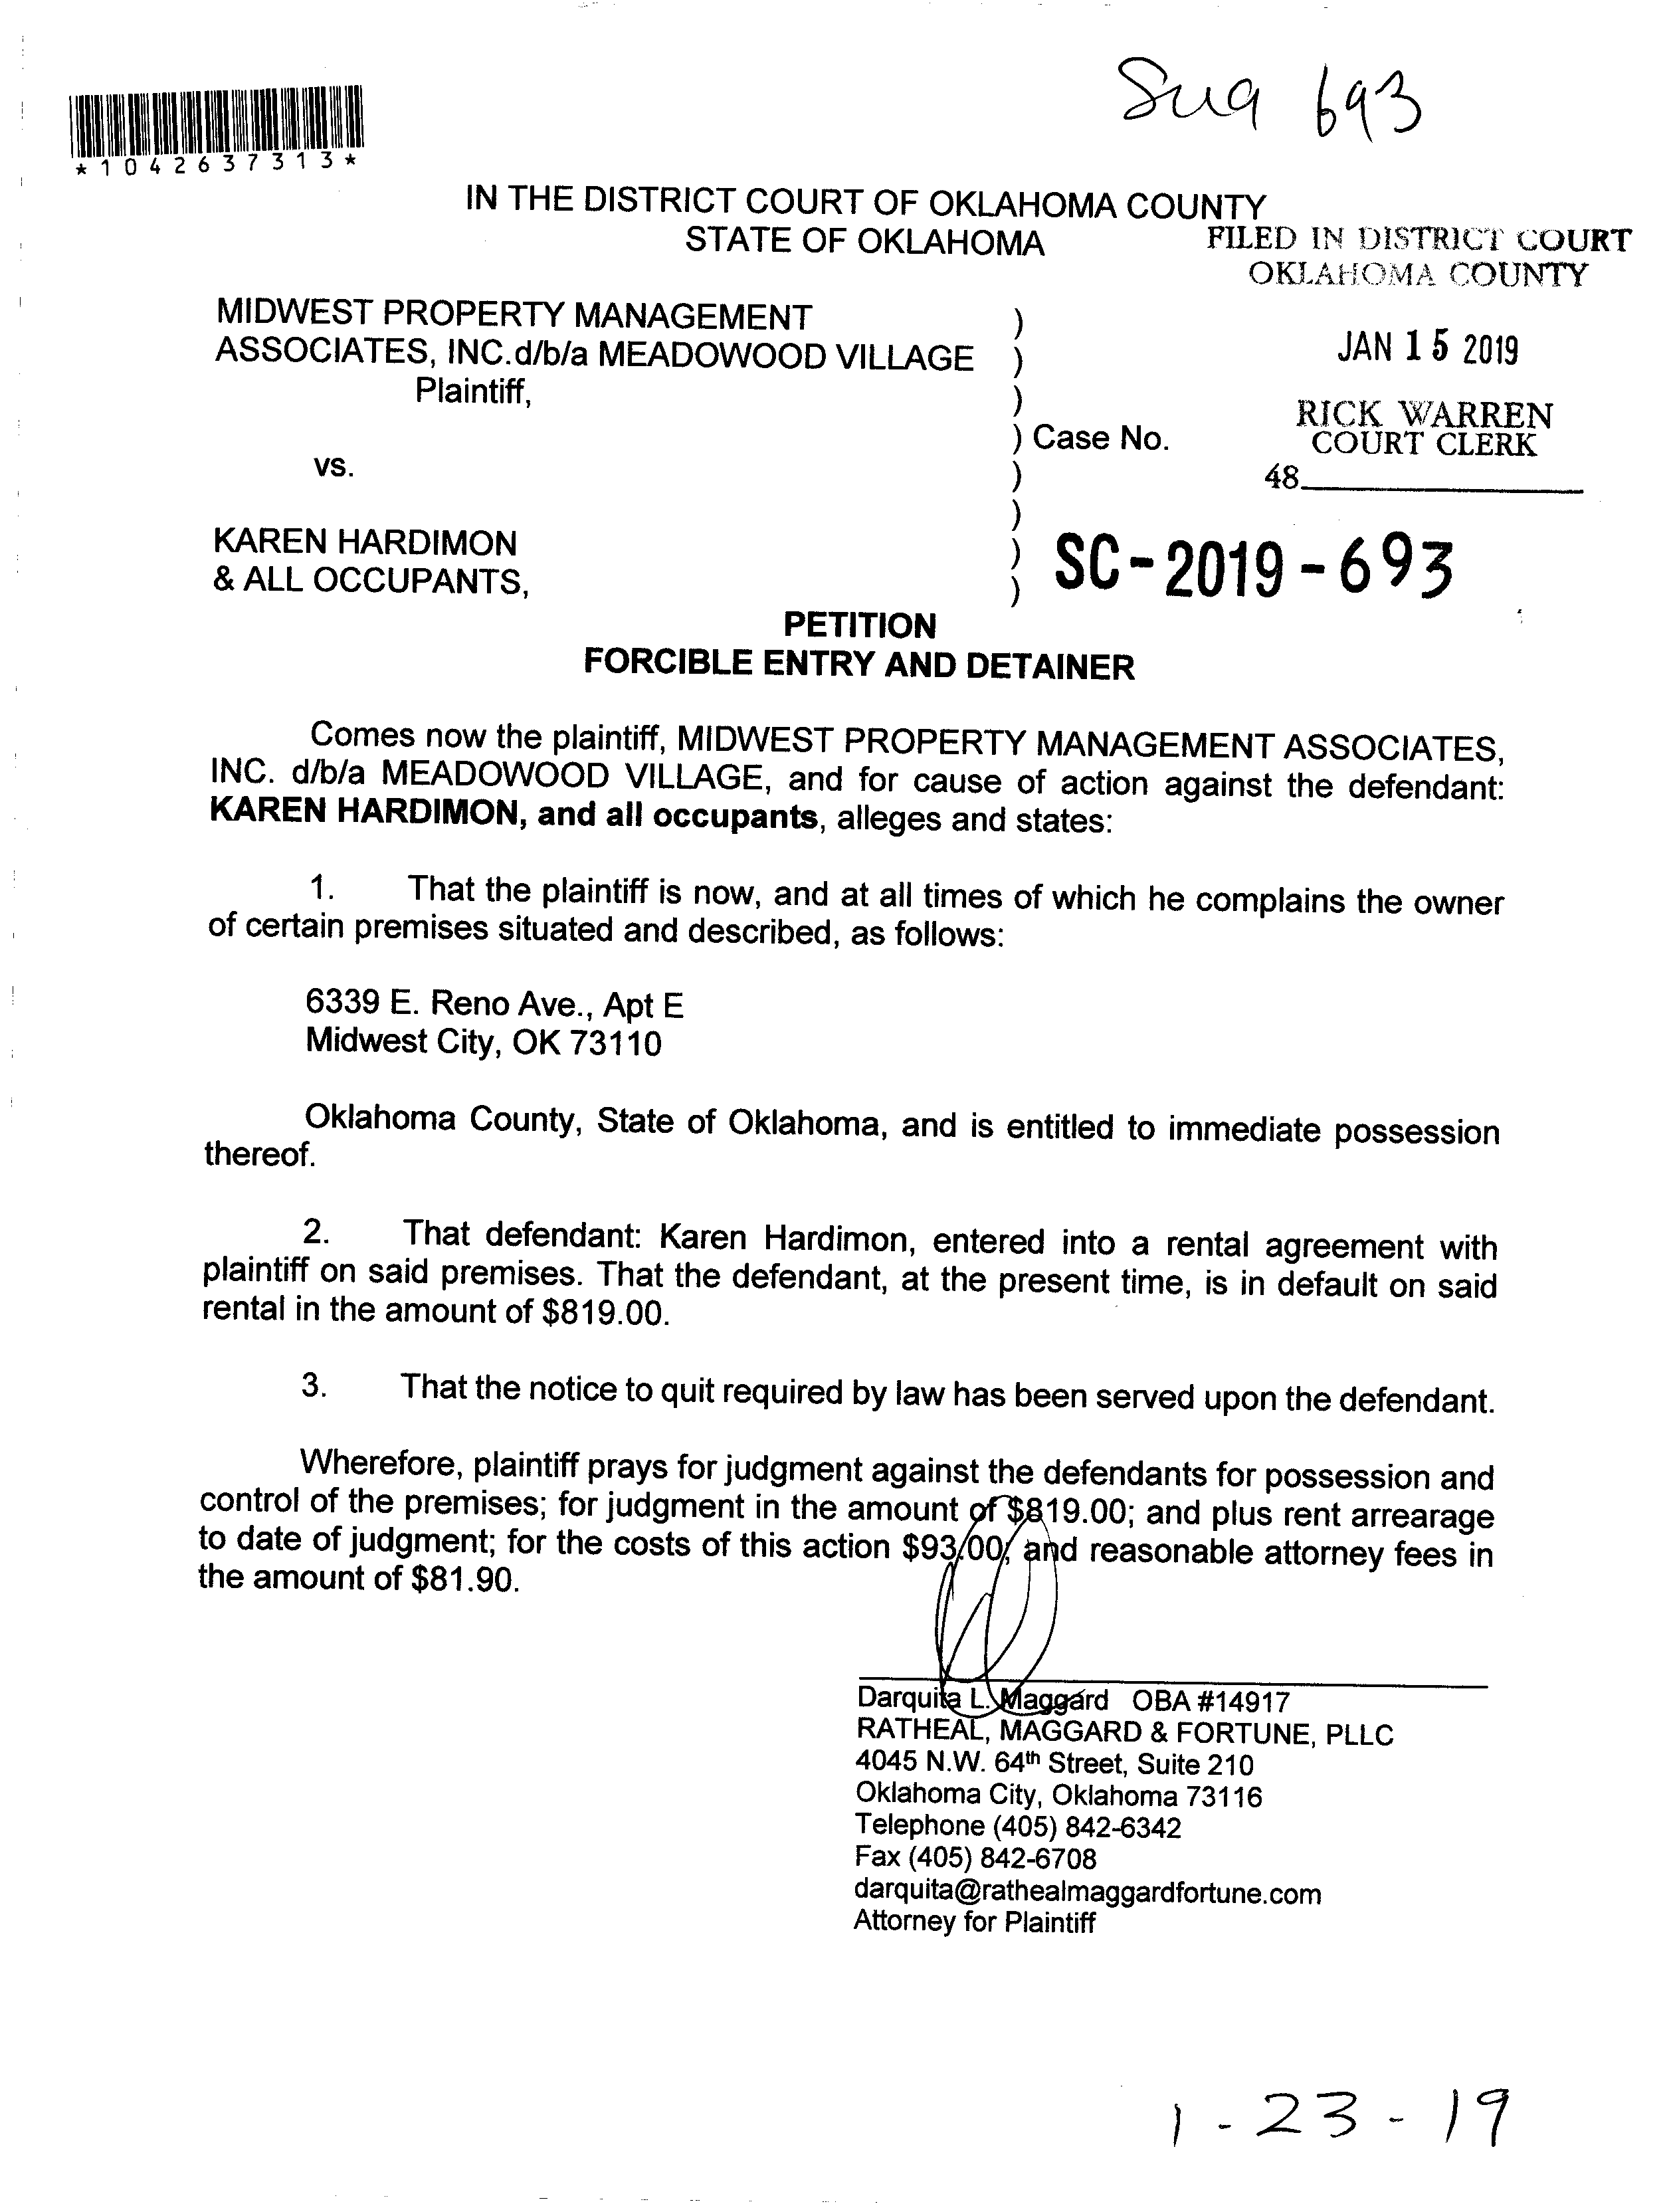 693
*1042637313*
IN THE DISTRICT COURT OF OKLAHOMA COUNTY
STATE OF OKLAHOMA
FILED IN DISTRICT COURT
OKLAHOMA COUNTY
JAN 15 2019
RICK WARREN
COURT CLERK
48
MIDWEST PROPERTY MANAGEMENT )
ASSOCIATES, INC.d/b/a MEADOWOOD VILLAGE )
Plaintiff, )
) Case No.
vs. )
)
KAREN HARDIMON )
& ALL OCCUPANTS, )
SC-2019-693
PETITION
FORCIBLE ENTRY AND DETAINER
Comes now the plaintiff, MIDWEST PROPERTY MANAGEMENT ASSOCIATES,
INC. d/b/a MEADOWOOD VILLAGE, and for cause of action against the defendant:
KAREN HARDIMON, and all occupants, alleges and states:
1. That the plaintiff is now, and at all times of which he complains the owner
of certain premises situated and described, as follows:
6339 E. Reno Ave., Apt E
Midwest City, OK 73110
Oklahoma County, State of Oklahoma, and is entitled to immediate possession
thereof.
2. That defendant: Karen Hardimon, entered into a rental agreement with
plaintiff on said premises. That the defendant, at the present time, is in default on said
rental in the amount of $819.00.
3. That the notice to quit required by law has been served upon the defendant.
Wherefore, plaintiff prays for judgment against the defendants for possession and
control of the premises; for judgment in the amount of $819.00; and plus rent arrearage
to date of judgment; for the costs of this action $93.00; and reasonable attorney fees in
the amount of $81.90.
Darquita L. Maggard OBA #14917
RATHEAL, MAGGARD & FORTUNE, PLLC
4045 N.W. 64th Street, Suite 210
Oklahoma City, Oklahoma 73116
Telephone (405) 842-6342
Fax (405) 842-6708
darquita@rathealmaggardfortune.com
Attorney for Plaintiff
1-23-19